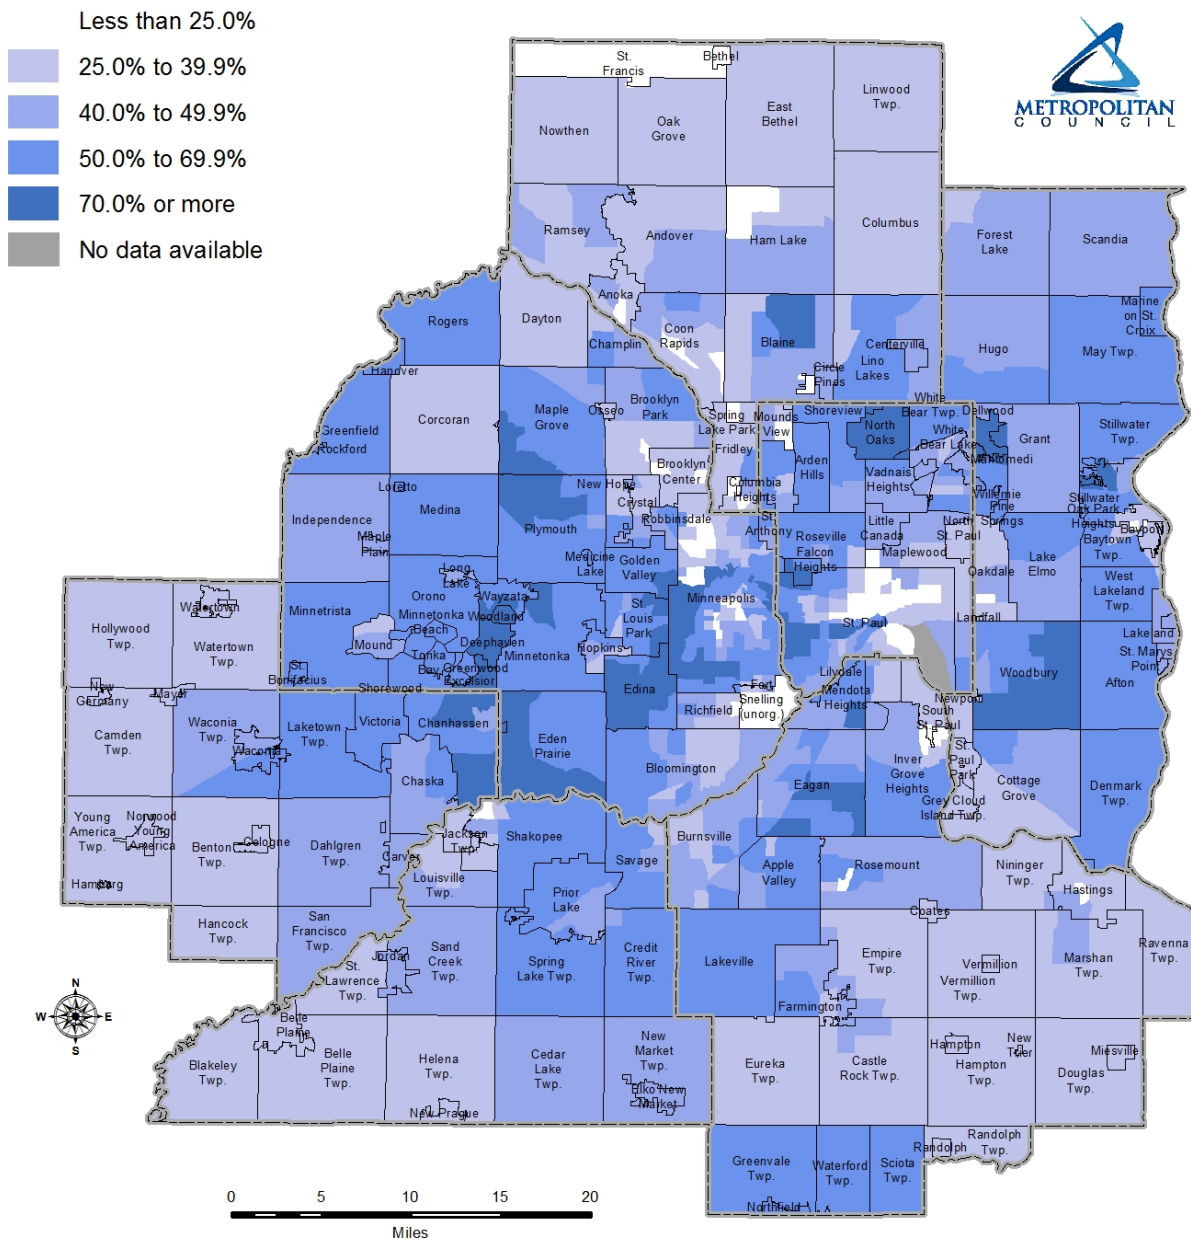 Less than 25.0%
25.0% to 39.9%
40.0% to 49.9%
50.0% to 69.9%
70.0% or more
No data available
METROPOLITAN
COUNCIL
St.
Francis
Bethel
Nowthen
Oak
Grove
East
Bethel
Linwood
Twp.
Ramsey
Andover
Ham Lake
Columbus
Forest
Lake
Scandia
Anoka
Rogers
Dayton
Champlin
Coon
Rapids
Blaine
Circle
Pines
Centerville
Lino
Lakes
Hugo
Marine
on St.
Croix
May Twp.
Hanover
Corcoran
Maple
Grove
Osseo
Brooklyn
Park
Spring
Lake Park
Mounds
View
Shoreview
White
Bear Twp.
Dellwood
North
Oaks
White
Bear Lake
Mahtomedi
Grant
Stillwater
Twp.
Greenfield
Rockford
Fridley
Brooklyn
Center
Arden
Hills
Vadnais
Heights
Loretto
Medina
New Hope
Crystal
Robbinsdale
Columbia
Heights
Willernie
Pine
Springs
Stillwater
Oak Park
Heights
Bayport
Baytown
Twp.
Independence
Maple
Plain
Plymouth
Medicine
Lake
Golden
Valley
St.
Anthony
Roseville
Falcon
Heights
Little
Canada
North
St. Paul
Maplewood
Oakdale
Lake
Elmo
West
Lakeland
Twp.
Long
Lake
Orono
Wayzata
Woodland
Minnetonka
Beach
Minnetrista
Mound
Tonka
Bay
Deephaven
Greenwood
Excelsior
Minnetonka
Hopkins
St.
Louis
Park
Minneapolis
St. Paul
Landfall
Woodbury
Lakeland
St. Marys
Point
Afton
Watertown
Hollywood
Twp.
Watertown
Twp.
St.
Bonifacius
Shorewood
Edina
Richfield
Fort
Snelling
(unorg.)
Lilydale
Mendota
Heights
Newport
South
St. Paul
New
Germany
Mayer
Camden
Twp.
Waconia
Twp.
Waconia
Laketown
Twp.
Victoria
Chanhassen
Chaska
Eden
Prairie
Bloomington
Eagan
Inver
Grove
Heights
St.
Paul
Park
Grey Cloud
Island Twp.
Cottage
Grove
Denmark
Twp.
Young
America
Twp.
Norwood
Young
America
Benton
Twp.
Cologne
Dahlgren
Twp.
Carver
Jackson
Twp.
Louisville
Twp.
Shakopee
Savage
Prior
Lake
Burnsville
Apple
Valley
Rosemount
Nininger
Twp.
Hastings
Hamburg
Hancock
Twp.
San
Francisco
Twp.
Jordan
St.
Lawrence
Twp.
Sand
Creek
Twp.
Spring
Lake Twp.
Credit
River
Twp.
Lakeville
Coates
Empire
Twp.
Vermillion
Vermillion
Twp.
Marshan
Twp.
Ravenna
Twp.
Farmington
N
W
E
S
Belle
Plaine
Blakeley
Twp.
Belle
Plaine
Twp.
Helena
Twp.
New Prague
Cedar
Lake
Twp.
New
Market
Twp.
Elko New
Market
Eureka
Twp.
Castle
Rock Twp.
Hampton
Hampton
Twp.
New
Trier
Douglas
Twp.
Miesville
Greenvale
Twp.
Waterford
Twp.
Sciota
Twp.
Randolph
Randolph
Twp.
Northfield
0 5 10 15 20
Miles